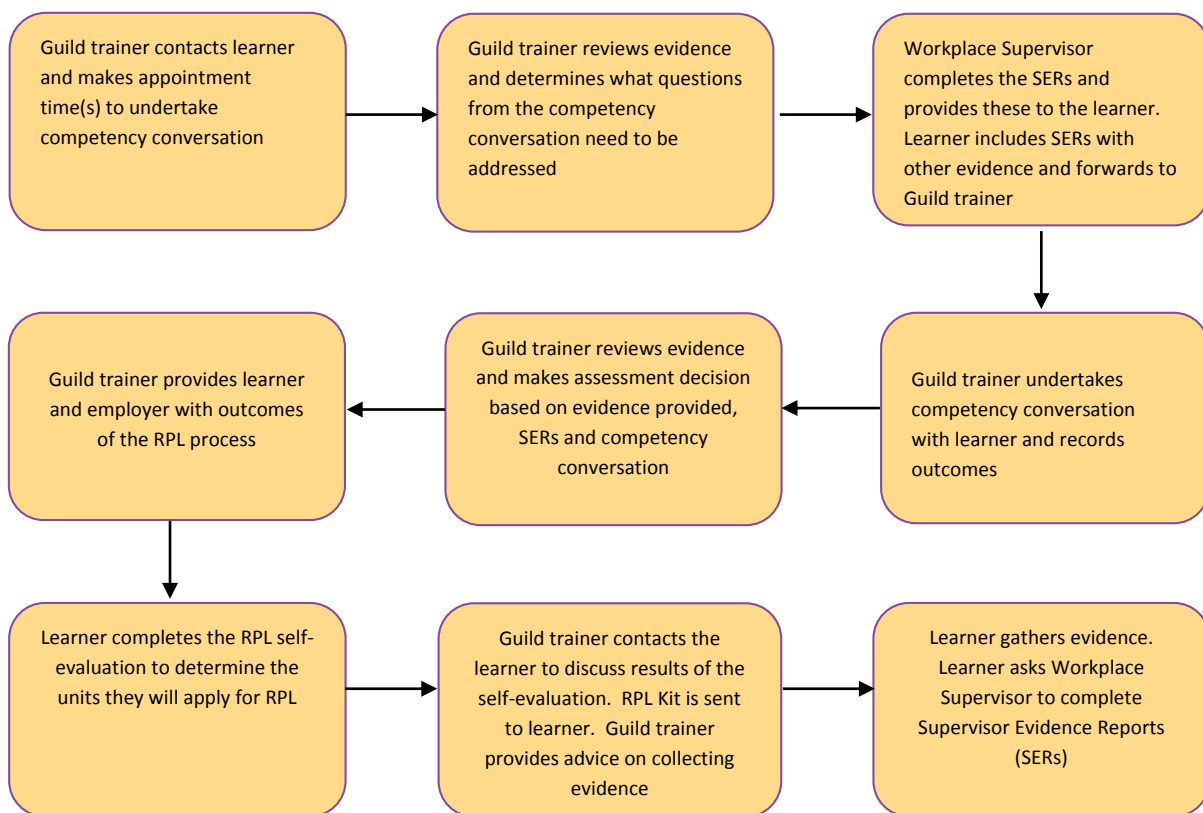 Guild trainer contacts learner
and makes appointment
time(s) to undertake
competency conversation
Guild trainer reviews evidence
and determines what questions
from the competency
conversation need to be
addressed
Workplace Supervisor
completes the SERs and
provides these to the learner.
Learner includes SERs with
other evidence and forwards to
Guild trainer
Guild trainer provides learner
and employer with outcomes
of the RPL process
Guild trainer reviews evidence
and makes assessment decision
based on evidence provided,
SERs and competency
conversation
Guild trainer undertakes
competency conversation
with learner and records
outcomes
Learner completes the RPL self-
evaluation to determine the
units they will apply for RPL
Guild trainer contacts the
learner to discuss results of the
self-evaluation.  RPL Kit is sent
to learner.  Guild trainer
provides advice on collecting
evidence
Learner gathers evidence.
Learner asks Workplace
Supervisor to complete
Supervisor Evidence Reports
(SERs)